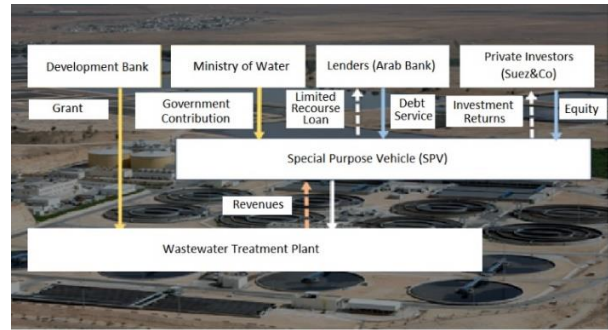 Development Bank
Ministry of Water
Lenders (Arab Bank)
Private Investors
(Suez&Co)
Grant
Government
Contribution
Limited
Recourse
Loan
Debt
Service
Investment
Returns
Equity
Special Purpose Vehicle (SPV)
Revenues
Wastewater Treatment Plant